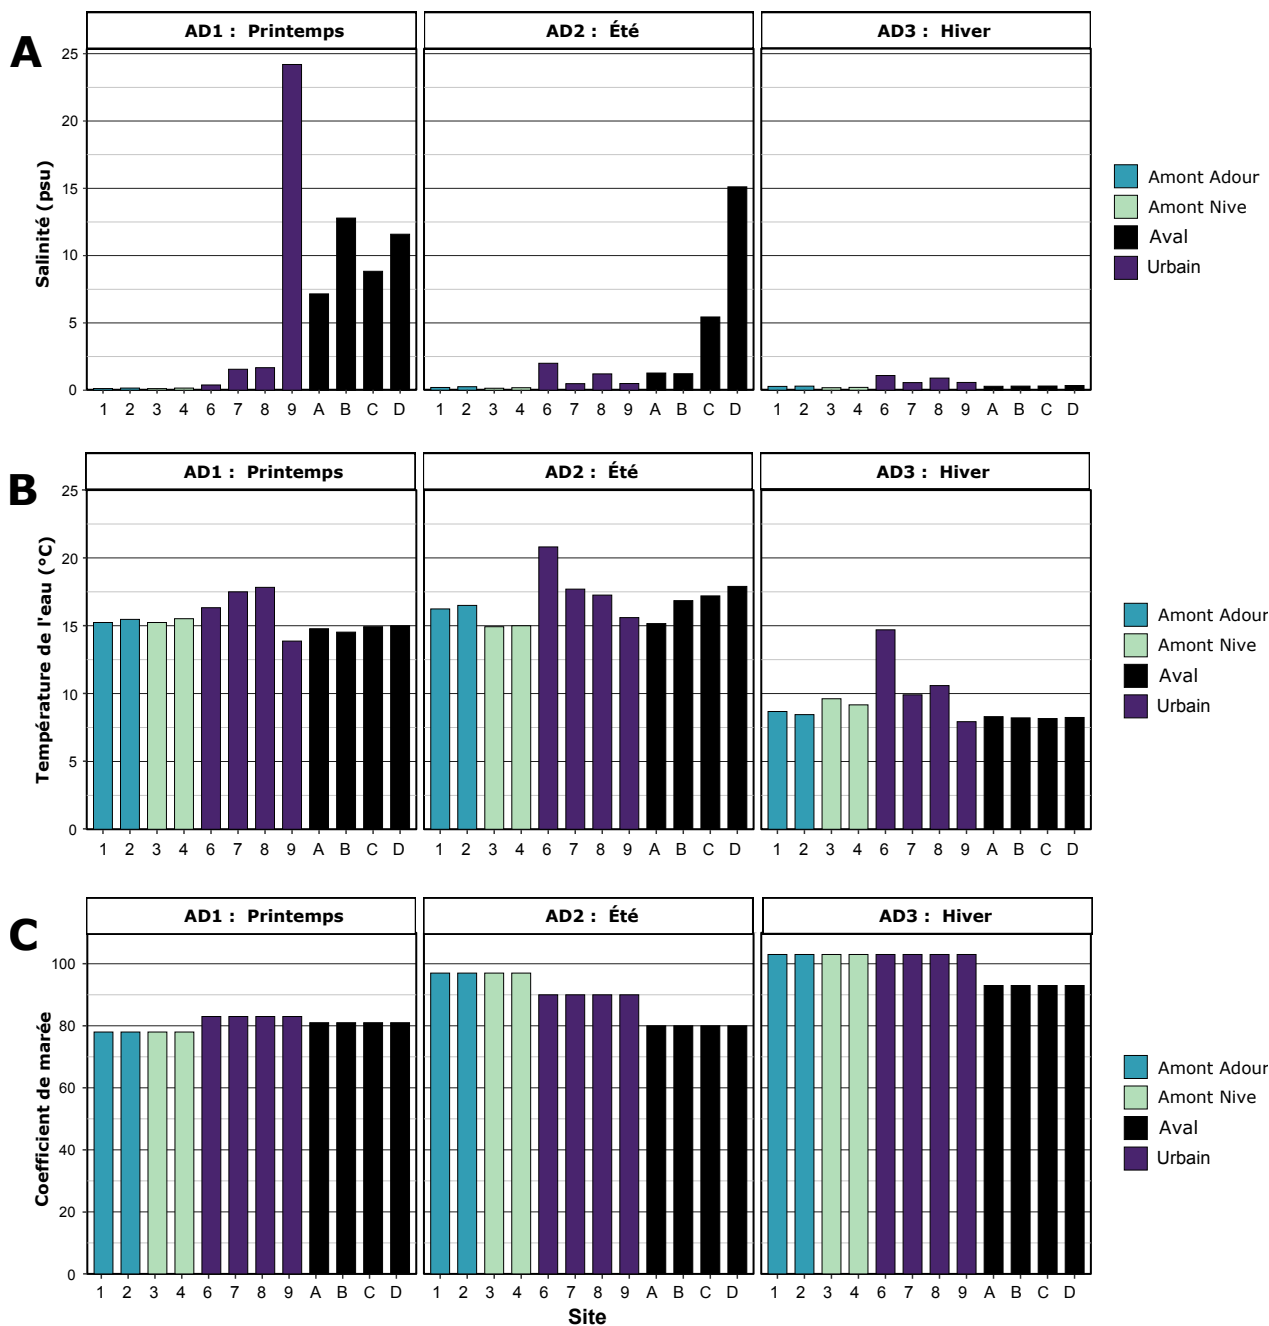 A
AD1 : Printemps
AD2 : Été
AD3 : Hiver
Salinité (psu)
25
20
15
10
5
0
1 2 3 4 6 7 8 9 A B C D
1 2 3 4 6 7 8 9 A B C D
1 2 3 4 6 7 8 9 A B C D
Amont Adour
Amont Nive
Aval
Urbain
B
AD1 : Printemps
AD2 : Été
AD3 : Hiver
Température de l'eau (°C)
25
20
15
10
5
0
1 2 3 4 6 7 8 9 A B C D
1 2 3 4 6 7 8 9 A B C D
1 2 3 4 6 7 8 9 A B C D
Amont Adour
Amont Nive
Aval
Urbain
C
AD1 : Printemps
AD2 : Été
AD3 : Hiver
Coefficient de marée
100
80
60
40
20
0
1 2 3 4 6 7 8 9 A B C D
1 2 3 4 6 7 8 9 A B C D
1 2 3 4 6 7 8 9 A B C D
Site
Amont Adour
Amont Nive
Aval
Urbain